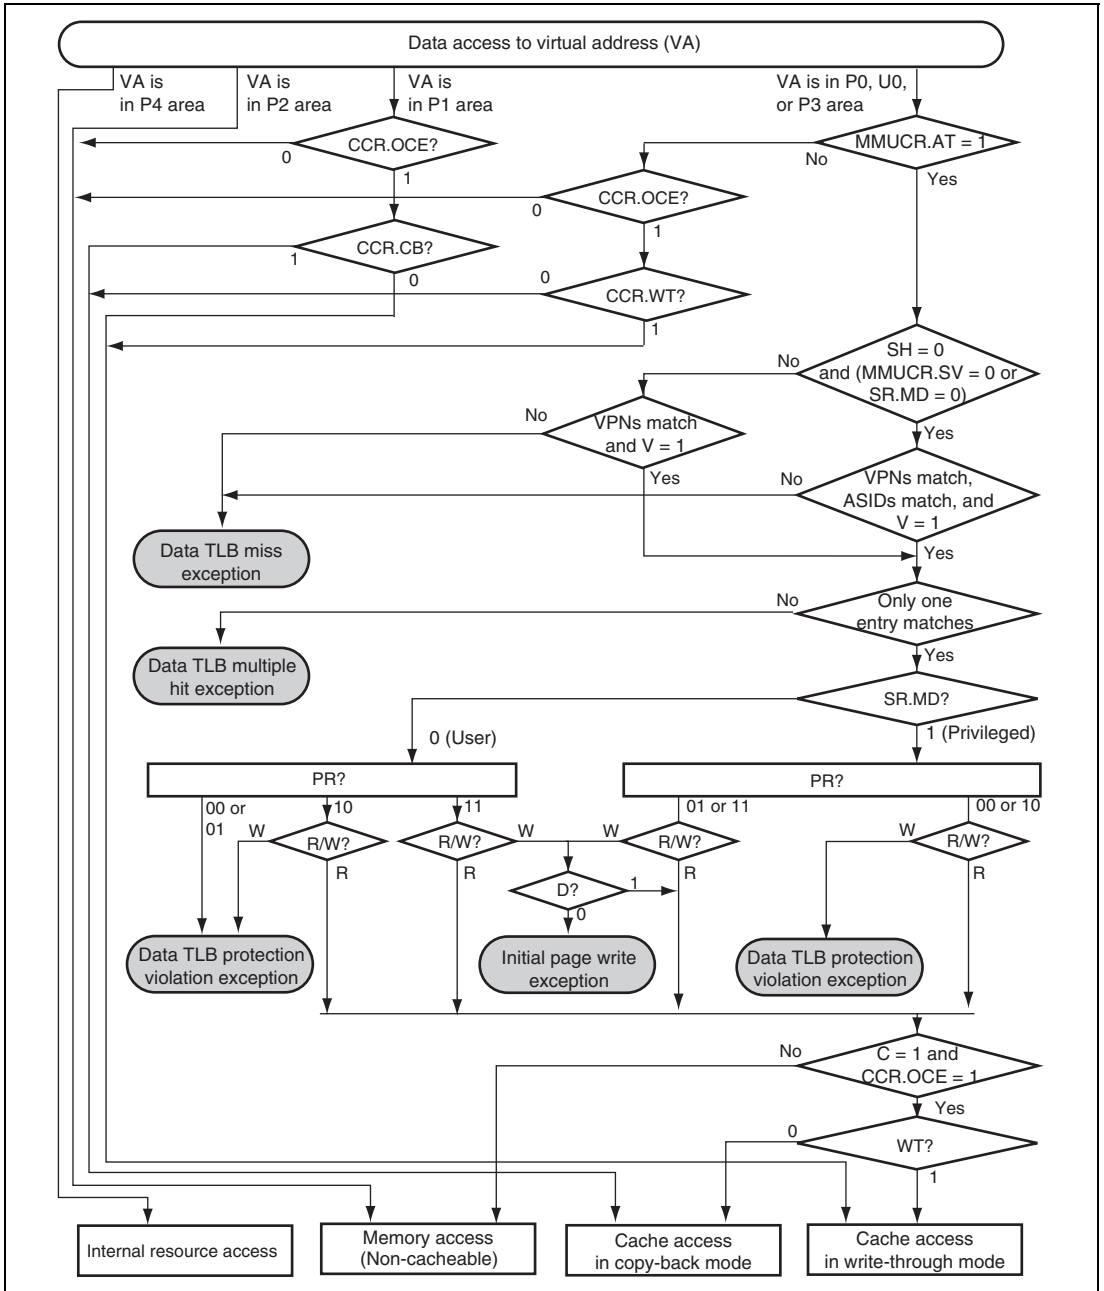 Data access to virtual address (VA)
VA is
in P4 area
VA is
in P2 area
VA is
in P1 area
VA is in P0, U0,
or P3 area
CCR.OCE?
0
1
MMUCR.AT = 1
No
Yes
CCR.OCE?
0
1
CCR.CB?
1
0
CCR.WT?
0
1
SH = 0
and (MMUCR.SV = 0 or
SR.MD = 0)
No
Yes
VPNs match
and V = 1
No
Yes
VPNs match,
ASIDs match, and
V = 1
No
Yes
Data TLB miss
exception
Only one
entry matches
No
Yes
Data TLB multiple
hit exception
SR.MD?
0 (User)
1 (Privileged)
PR?
PR?
00 or
01
10
11
01 or 11
00 or 10
W
R/W?
R
R/W?
W
R
W
R/W?
R
W
R/W?
R
D?
1
0
Data TLB protection
violation exception
Initial page write
exception
Data TLB protection
violation exception
C = 1 and
CCR.OCE = 1
No
Yes
WT?
0
1
Internal resource access
Memory access
(Non-cacheable)
Cache access
in copy-back mode
Cache access
in write-through mode